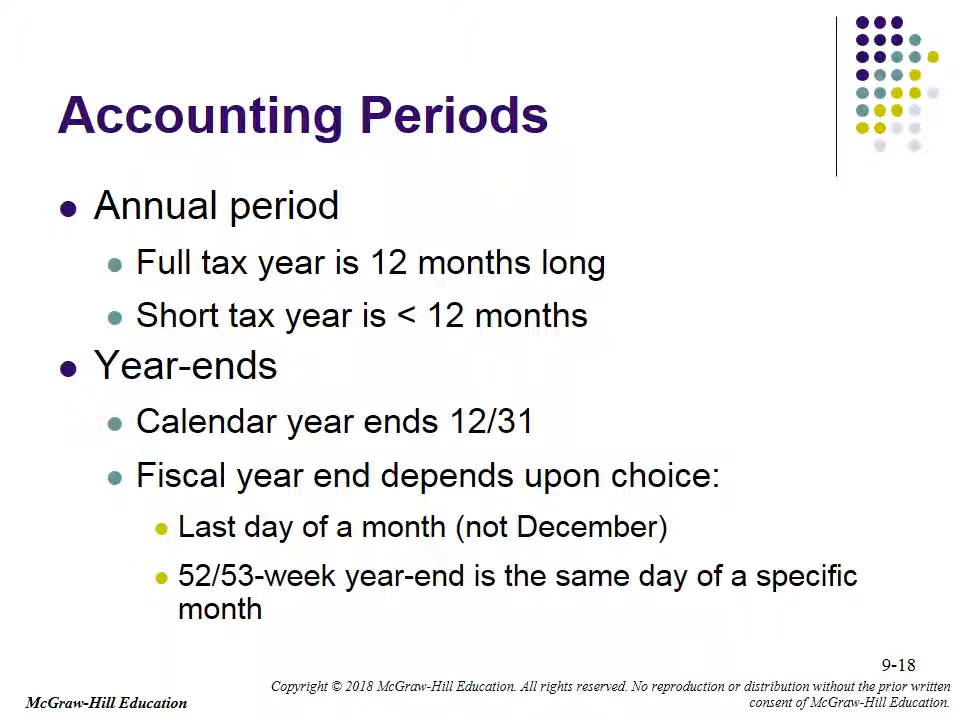 Accounting Periods
Annual period
Full tax year is 12 months long
Short tax year is < 12 months
Year-ends
Calendar year ends 12/31
Fiscal year end depends upon choice:
Last day of a month (not December)
52/53-week year-end is the same day of a specific
month
9-18
Copyright © 2018 McGraw-Hill Education. All rights reserved. No reproduction or distribution without the prior written
McGraw-Hill Education
consent of McGraw-Hill Education.